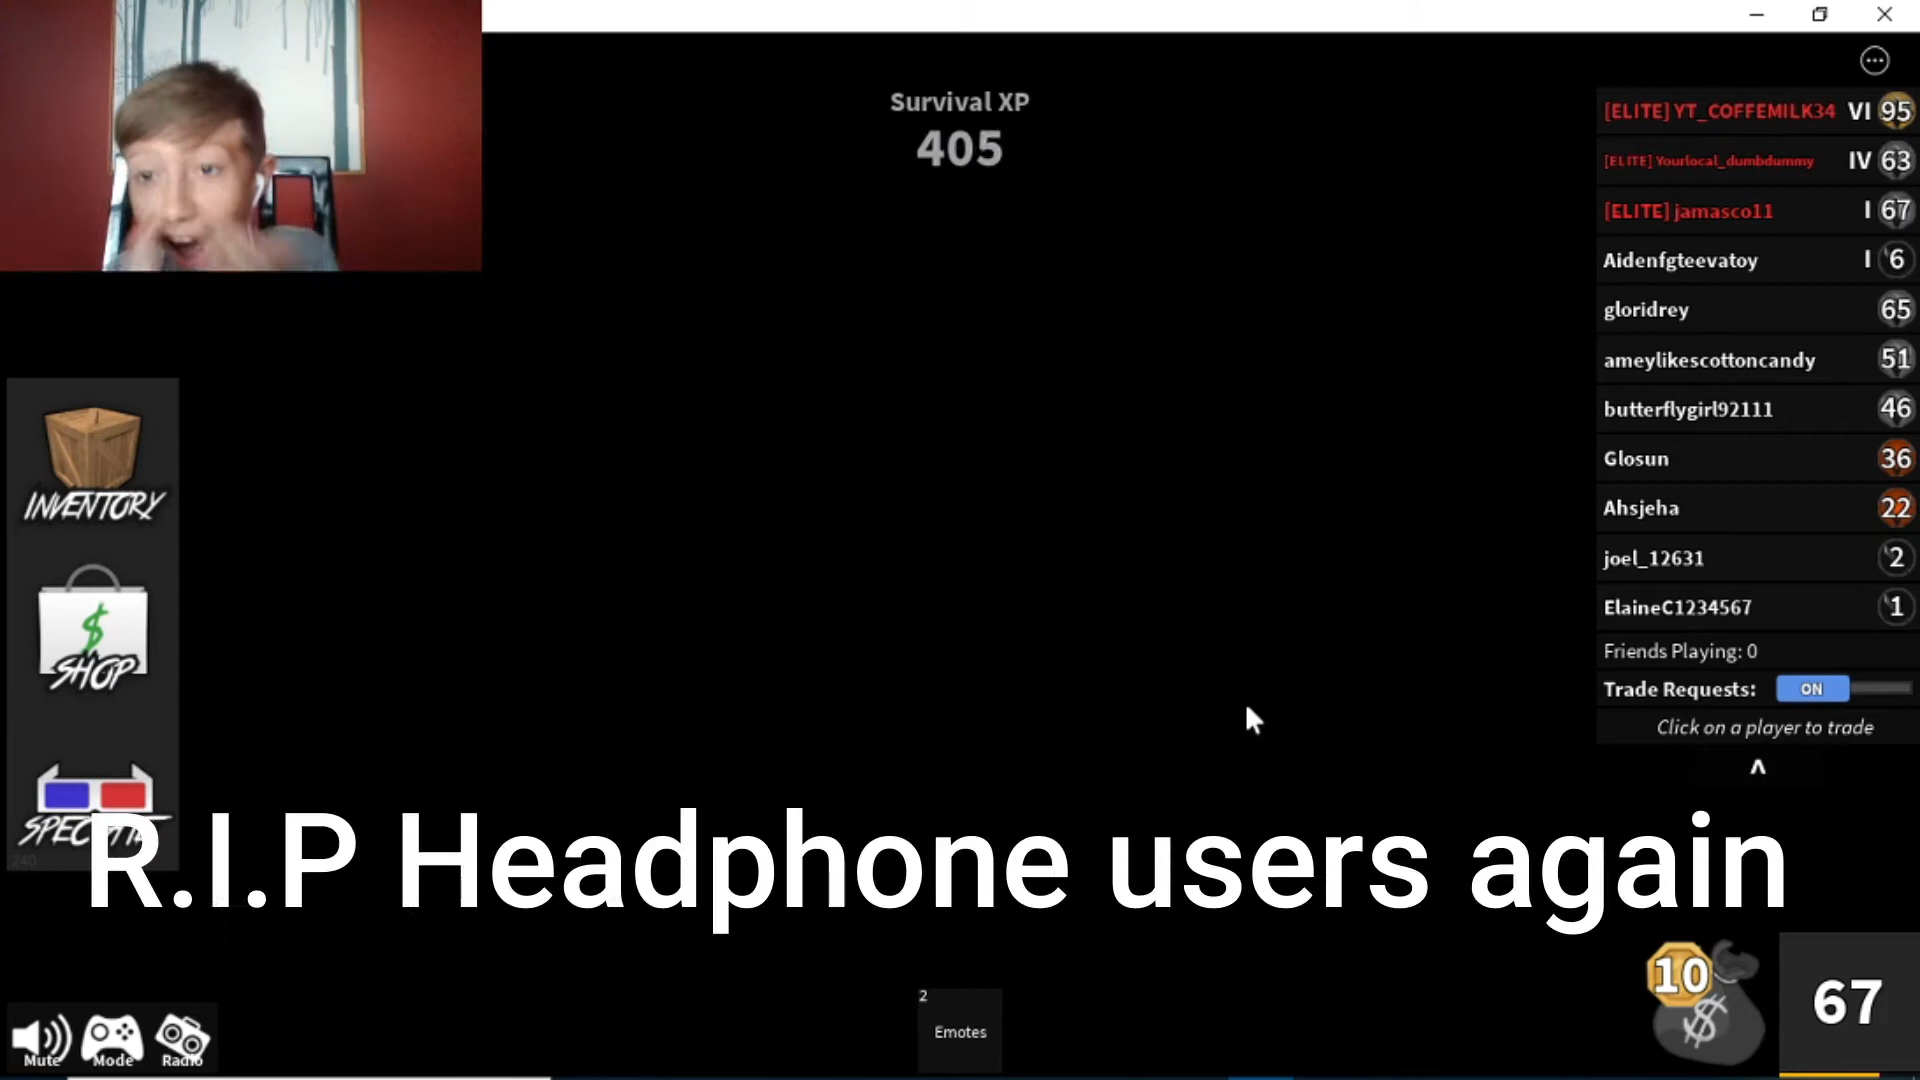 Survival XP
405
[ELITE] YT_COFFEMILK34 VI 95
[ELITE] Yourlocal_dumbdummy IV 63
[ELITE] jamasco11 I 67
Aidenfgteevatoy I 6
gloridrey 65
ameylikescottoncandy 51
butterflygirl92111 46
Glosun 36
Ahsjeha 22
joel_12631 2
ElaineC1234567 1
Friends Playing: 0
Trade Requests: ON
Click on a player to trade
INVENTORY
$
SHOP
240
R.I.P Headphone users again
10
$
67
2
Emotes
Mute Mode Radio